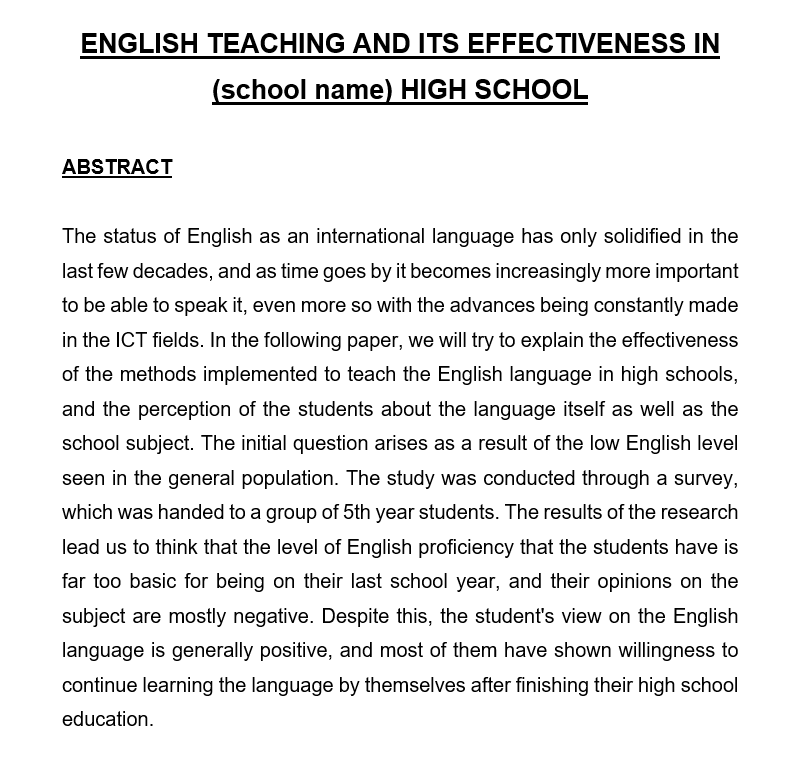 ENGLISH TEACHING AND ITS EFFECTIVENESS IN
(school name) HIGH SCHOOL
ABSTRACT
The status of English as an international language has only solidified in the
last few decades, and as time goes by it becomes increasingly more important
to be able to speak it, even more so with the advances being constantly made
in the ICT fields. In the following paper, we will try to explain the effectiveness
of the methods implemented to teach the English language in high schools,
and the perception of the students about the language itself as well as the
school subject. The initial question arises as a result of the low English level
seen in the general population. The study was conducted through a survey,
which was handed to a group of 5th year students. The results of the research
lead us to think that the level of English proficiency that the students have is
far too basic for being on their last school year, and their opinions on the
subject are mostly negative. Despite this, the student's view on the English
language is generally positive, and most of them have shown willingness to
continue learning the language by themselves after finishing their high school
education.